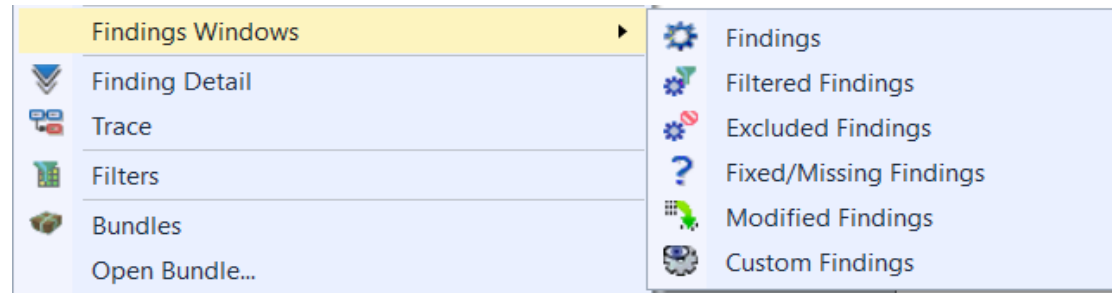 Findings Windows
Finding Detail
Trace
Filters
Bundles
Open Bundle...
Findings
Filtered Findings
Excluded Findings
Fixed/Missing Findings
Modified Findings
Custom Findings